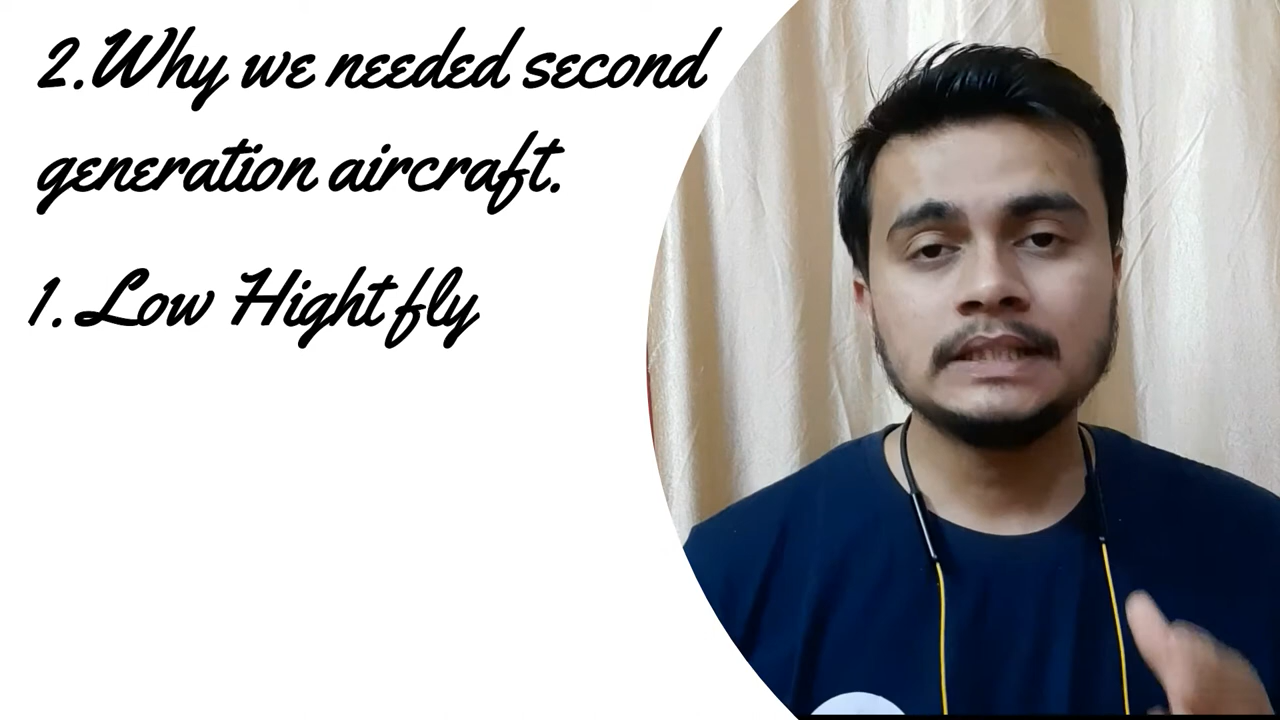 2.Why we needed second
generation aircraft.
1. Low Hight fly